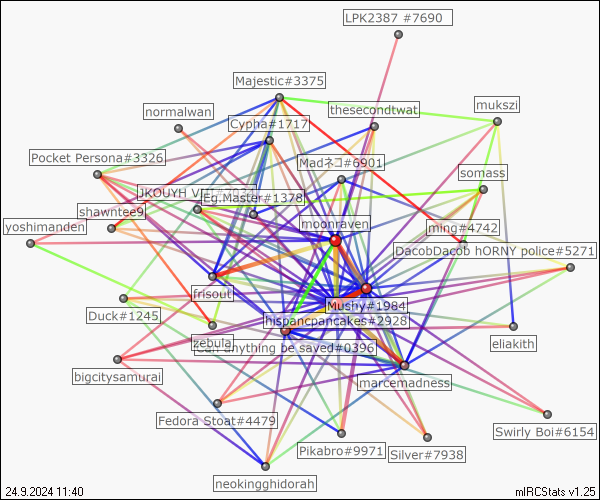 LPK2387 #7690
Majestic#3375
normalwan
thesecondtwat
mukszi
Cypha#1717
Pocket Persona#3326
Madネコ#6901
somass
JKOUYH
Eg.Master#1378
shawntee9
moonraven
ming#4742
yoshimanden
DacobDacob hORNY police#5271
frisout
Mushy#1984
Duck#1245
hispancpancakes#2928
zebula
anything be saved#0396
eliakith
bigcitysamurai
marcemadness
Fedora Stoat#4479
Swirly Boi#6154
Pikabro#9971
Silver#7938
neokingghidorah
24.9.2024 11:40
mIRCStats v1.25